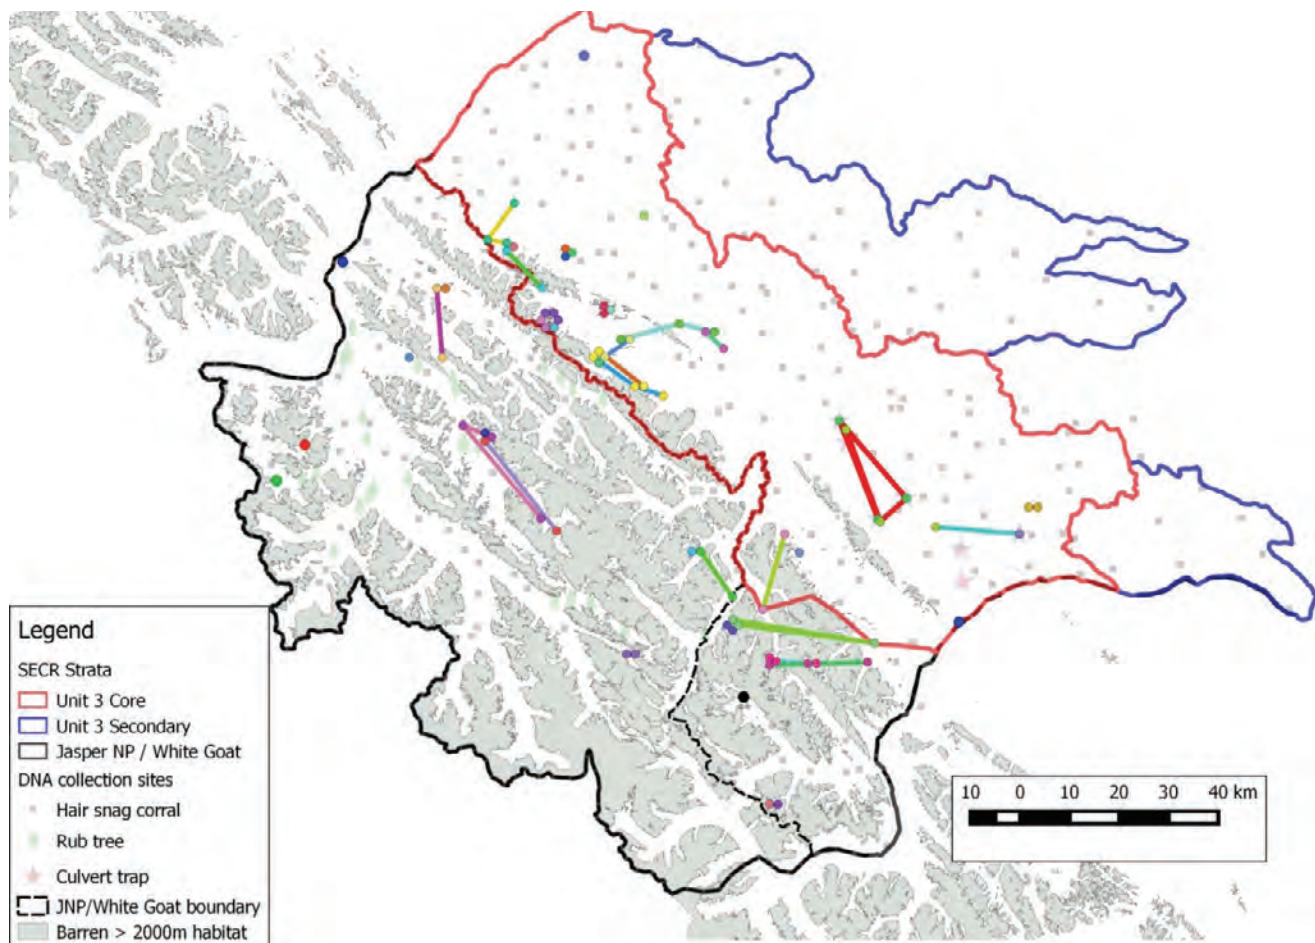 Legend
SECR Strata
Unit 3 Core
Unit 3 Secondary
Jasper NP / White Goat
DNA collection sites
Hair snag corral
Rub tree
Culvert trap
JNP/White Goat boundary
Barren > 2000m habitat
10 0 10 20 30 40 km